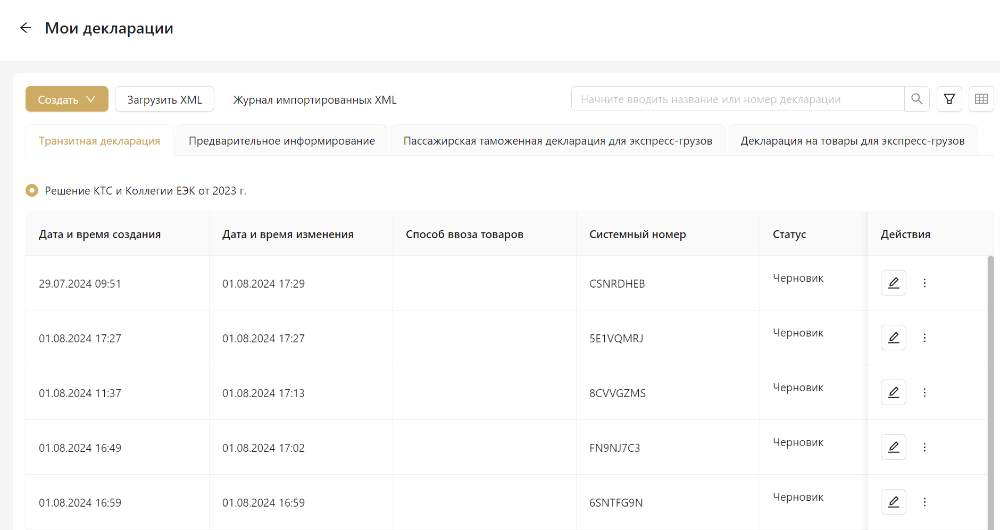 Мои декларации
Создать Загрузить XML Журнал импортированных XML Начните вводить название или номер декларации
Транзитная декларация Предварительное информирование Пассажирская таможенная декларация для экспресс-грузов Декларация на товары для экспресс-грузов
Решение КТС и Коллегии ЕЭК от 2023 г.
Дата и время создания Дата и время изменения Способ ввоза товаров Системный номер Статус Действия
29.07.2024 09:51 01.08.2024 17:29 CSNRDHEB Черновик
01.08.2024 17:27 01.08.2024 17:27 5E1VQMRJ Черновик
01.08.2024 11:37 01.08.2024 17:13 8CVVGZMS Черновик
01.08.2024 16:49 01.08.2024 17:02 FN9NJ7C3 Черновик
01.08.2024 16:59 01.08.2024 16:59 6SNTFG9N Черновик